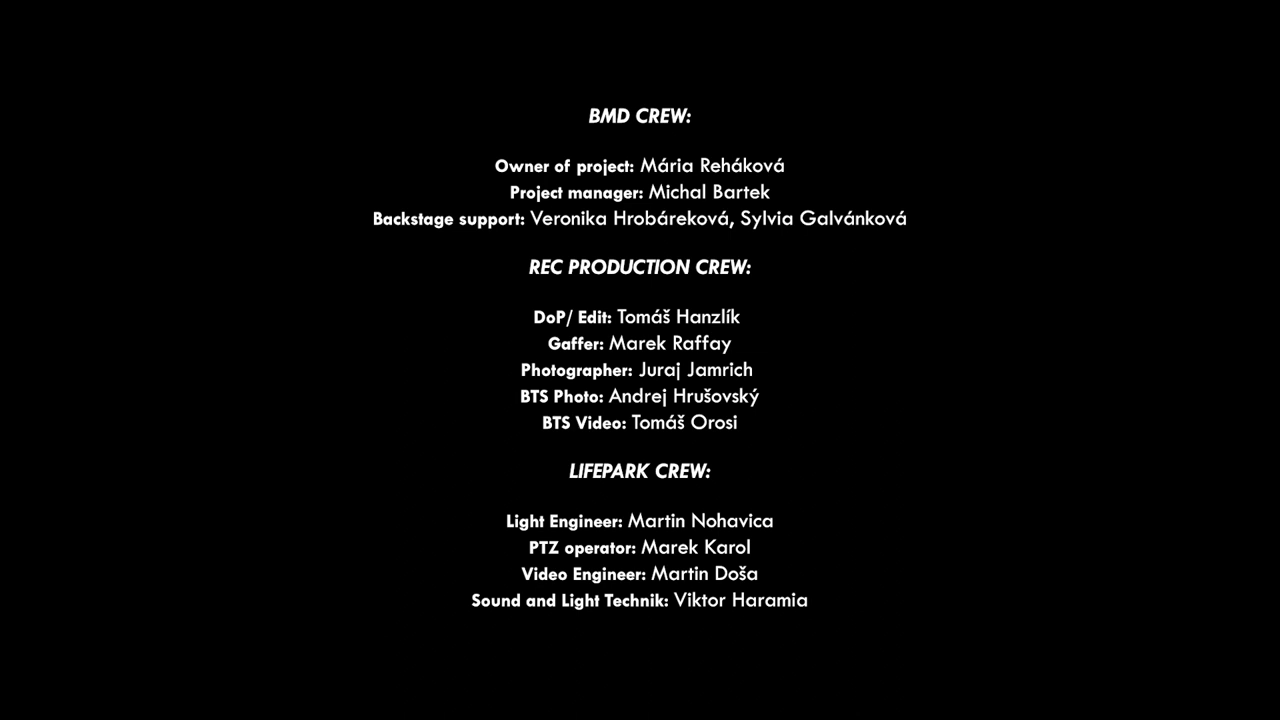 BMD CREW:
Owner of project: Mária Reháková
Project manager: Michal Bartek
Backstage support: Veronika Hrobáreková, Sylvia Galvánková
REC PRODUCTION CREW:
DoP/ Edit: Tomáš Hanzlík
Gaffer: Marek Raffay
Photographer: Juraj Jamrich
BTS Photo: Andrej Hrušovský
BTS Video: Tomáš Orosi
LIFEPARK CREW:
Light Engineer: Martin Nohavica
PTZ operator: Marek Karol
Video Engineer: Martin Doša
Sound and Light Technik: Viktor Haramia